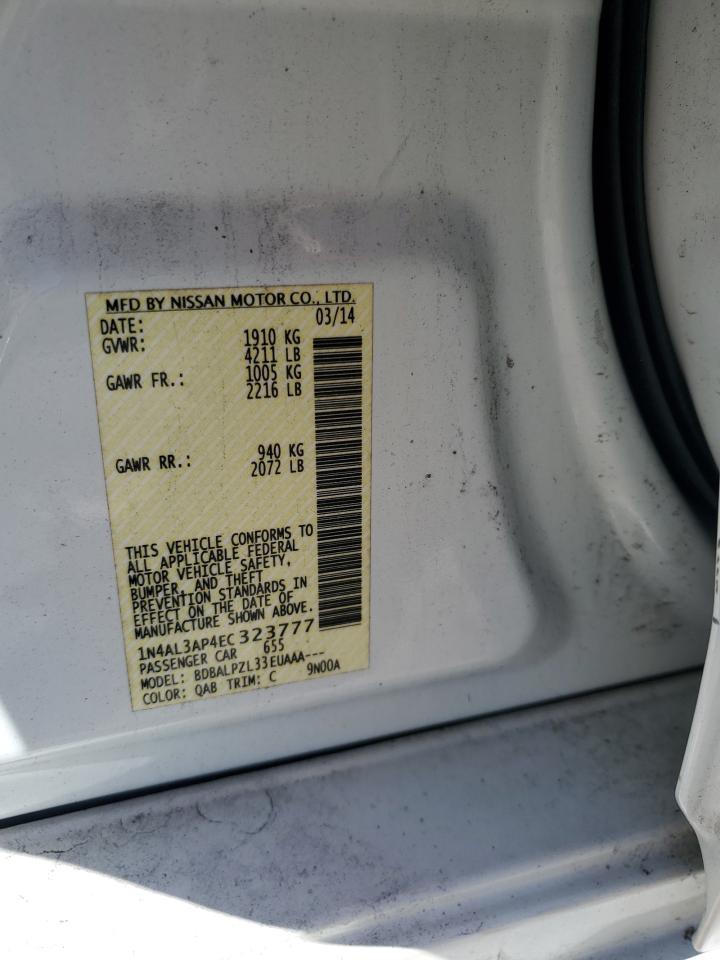 MFD BY NISSAN MOTOR CO., LTD.
DATE: 03/14
GVWR: 1910 KG
4211 LB
GAWR FR.: 1005 KG
2216 LB
GAWR RR.: 940 KG
2072 LB
THIS VEHICLE CONFORMS TO
ALL APPLICABLE FEDERAL
MOTOR VEHICLE SAFETY,
BUMPER, AND THEFT
PREVENTION STANDARDS IN
EFFECT ON THE DATE OF
MANUFACTURE SHOWN ABOVE.
1N4AL3AP4EC 323777
PASSENGER CAR 655
MODEL: BDBALPZL33EUAAA---
COLOR: QAB TRIM: C 9N00A